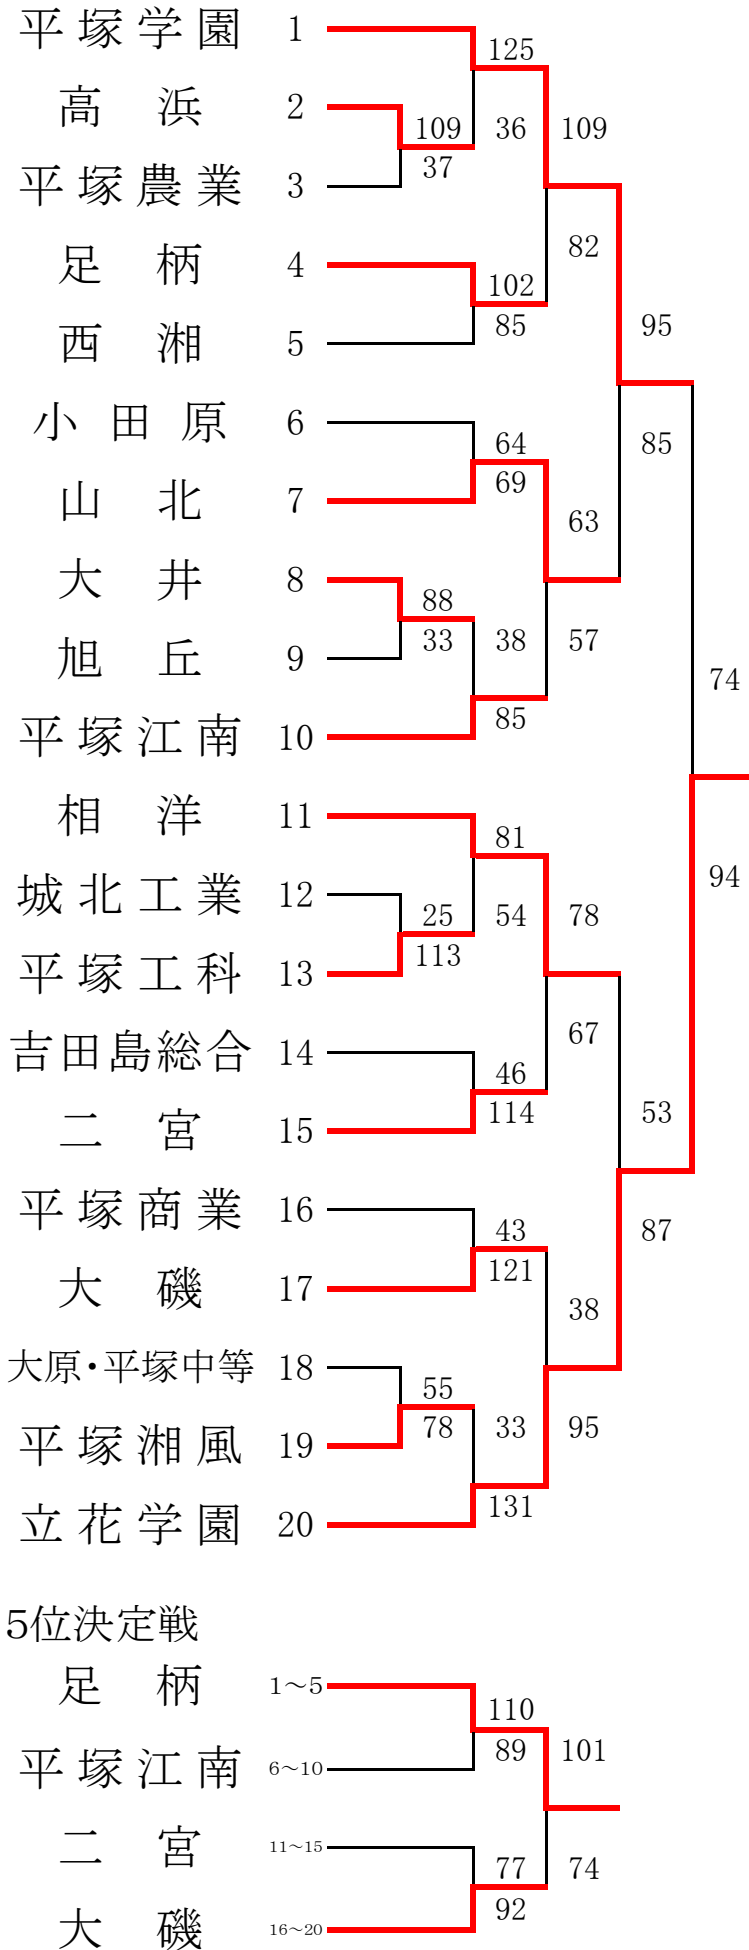 平塚学園 1
125
高浜 2
109 36 109
37
平塚農業 3
82
足柄 4
102
85
95
西湘 5
小田原 6
64
85
69
山北 7
63
大井 8
88
33 38 57
旭丘 9
74
85
平塚江南 10
相洋 11
81
94
城北工業 12
25 54 78
113
平塚工科 13
67
吉田島総合 14
46
114
53
二宮 15
平塚商業 16
43
87
121
大磯 17
38
大原・平塚中等 18
55
78 33 95
平塚湘風 19
131
立花学園 20
5位決定戦
足柄 1～5
110
89 101
平塚江南 6～10
二宮 11～15
77 74
92
大磯 16～20